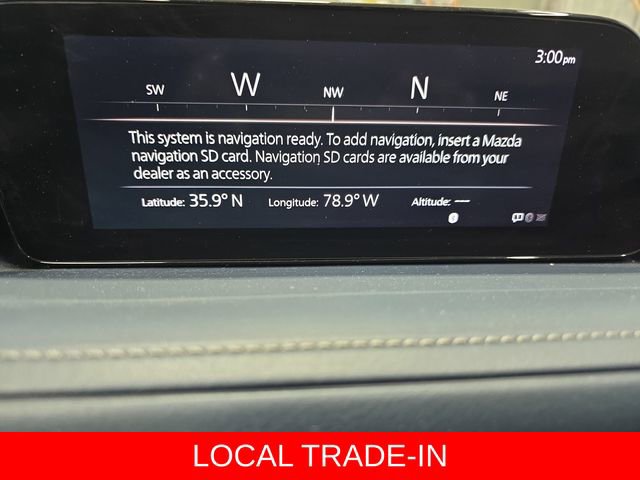 3:00pm
SW W NW N NE
This system is navigation ready. To add navigation, insert a Mazda
navigation SD card. Navigation SD cards are available from your
dealer as an accessory.
Latitude: 35.9° N Longitude: 78.9° W Altitude: ---
LOCAL TRADE-IN